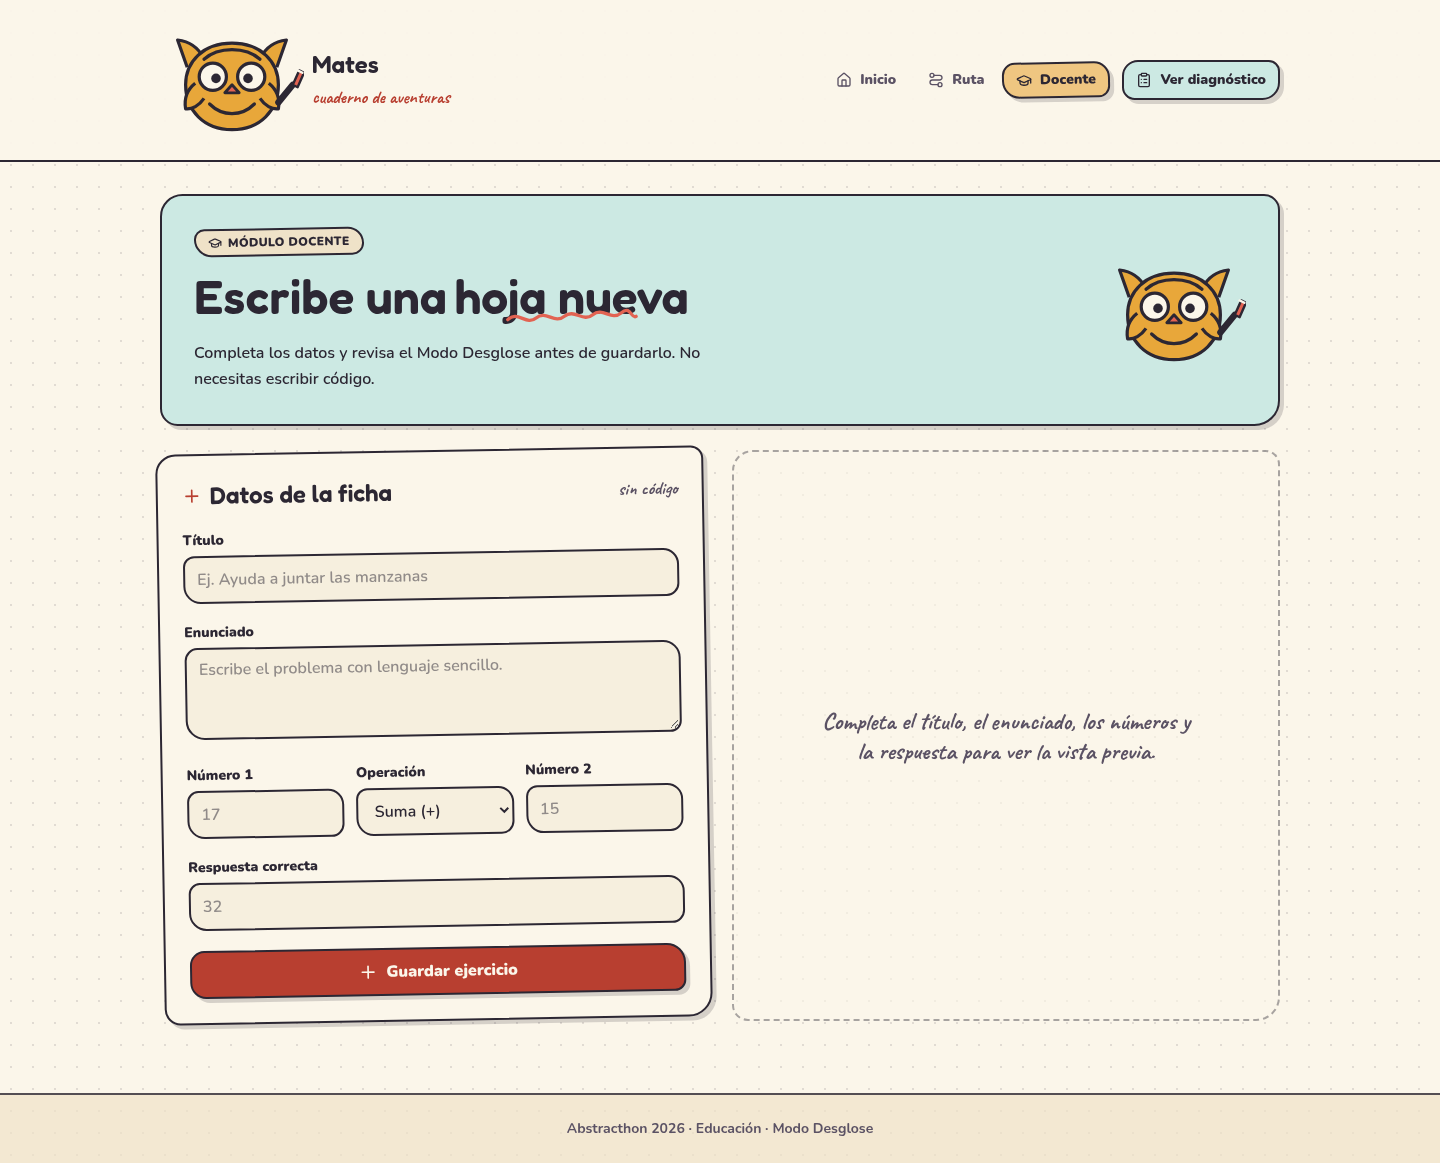 Mates
cuaderno de aventuras
Inicio
Ruta
Docente
Ver diagnóstico
MÓDULO DOCENTE
Escribe una hoja nueva
Completa los datos y revisa el Modo Desglose antes de guardarlo. No
necesitas escribir código.
Datos de la ficha
sin código
Título
Ej. Ayuda a juntar las manzanas
Enunciado
Escribe el problema con lenguaje sencillo.
Número 1
Operación
Número 2
17
Suma (+)
15
Respuesta correcta
32
Guardar ejercicio
Completa el título, el enunciado, los números y
la respuesta para ver la vista previa.
Abstracthon 2026 · Educación · Modo Desglose